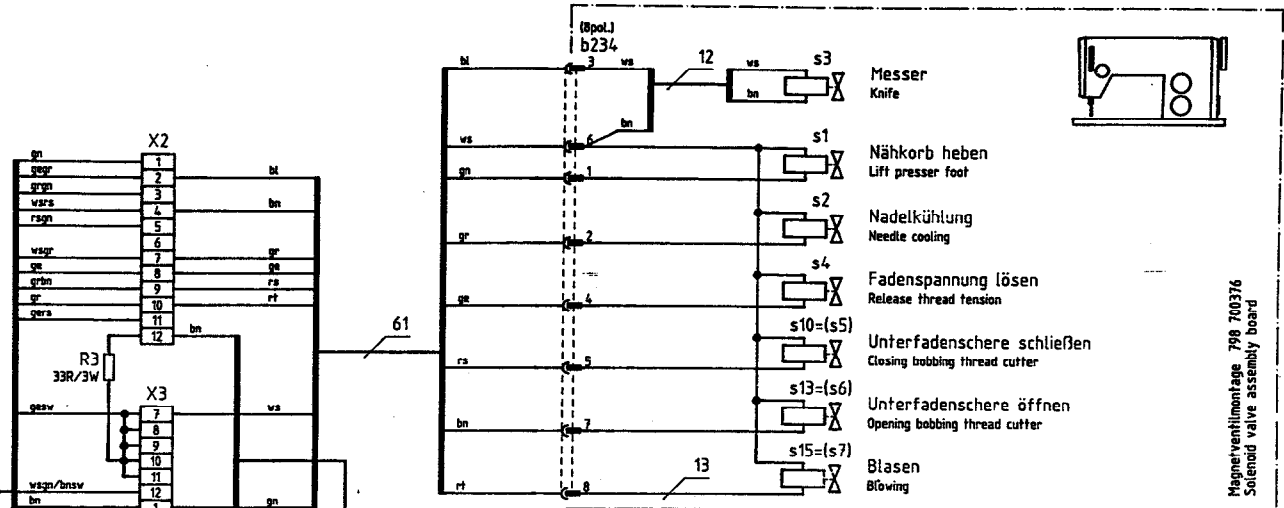 (8pol.)
b234
bl
3
ws
12
ws
s3
bn
bn
Messer
Knife
ws
6
s1
gn
1
Nähkorb heben
Lift presser foot
s2
gr
2
Nadelkühlung
Needle cooling
s4
ge
4
Fadenspannung lösen
Release thread tension
s10=(s5)
rs
5
Unterfadenschere schließen
Closing bobbing thread cutter
s13=(s6)
bn
7
Unterfadenschere öffnen
Opening bobbing thread cutter
s15=(s7)
rt
8
13
Blasen
Blowing
61
X2
gn
1
gegr
2
bl
grgn
3
wsrs
4
bn
rsgn
5
6
wsgr
7
gr
ge
8
ge
grbn
9
rs
gr
10
rt
gers
11
12
bn
R3
33R/3W
X3
gesw
7
ws
8
9
10
11
wsgn/bnsw
12
bn
1
gn
Magnetventilmontage 798 700376
Solenoid valve assembly board